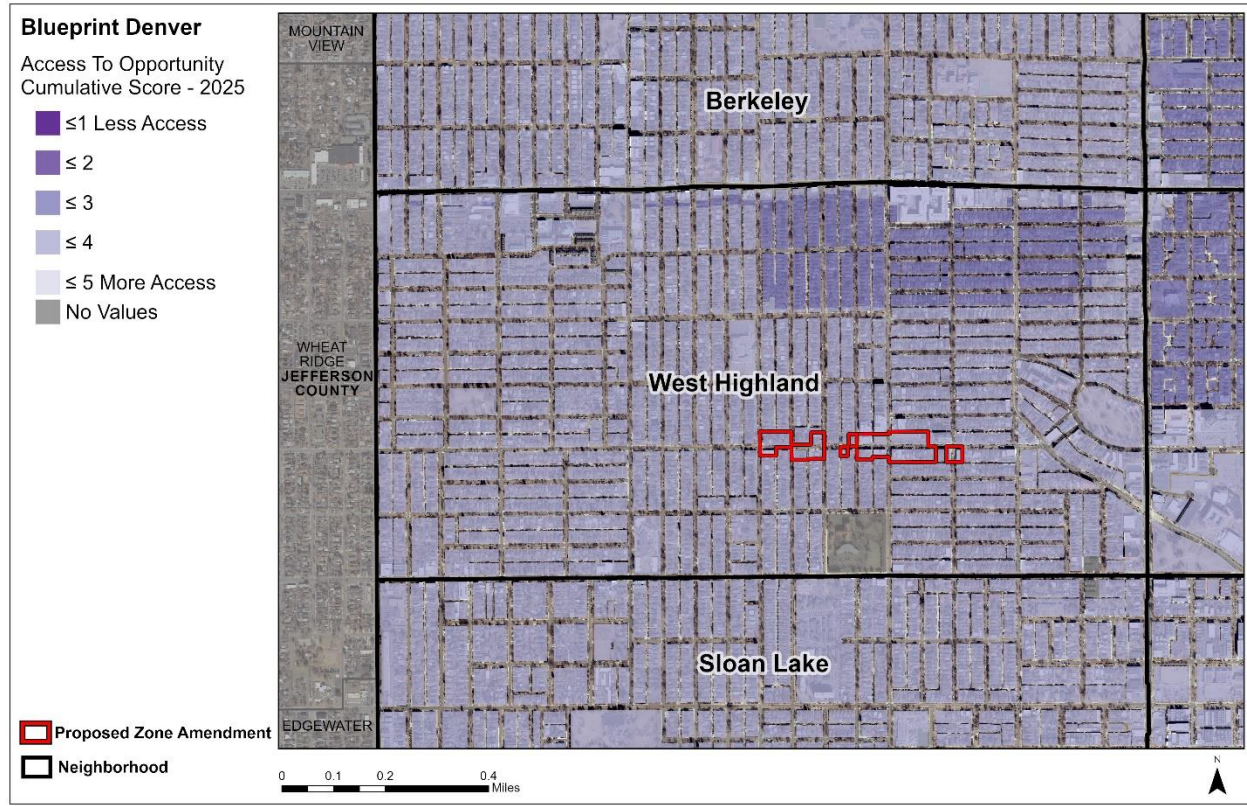 Blueprint Denver
Access To Opportunity
Cumulative Score - 2025
≤1 Less Access
≤ 2
≤ 3
≤ 4
≤ 5 More Access
No Values
MOUNTAIN
VIEW
Berkeley
WHEAT
RIDGE
JEFFERSON
COUNTY
West Highland
Sloan Lake
EDGEWATER
Proposed Zone Amendment
Neighborhood
0 0.1 0.2 0.4
Miles
N